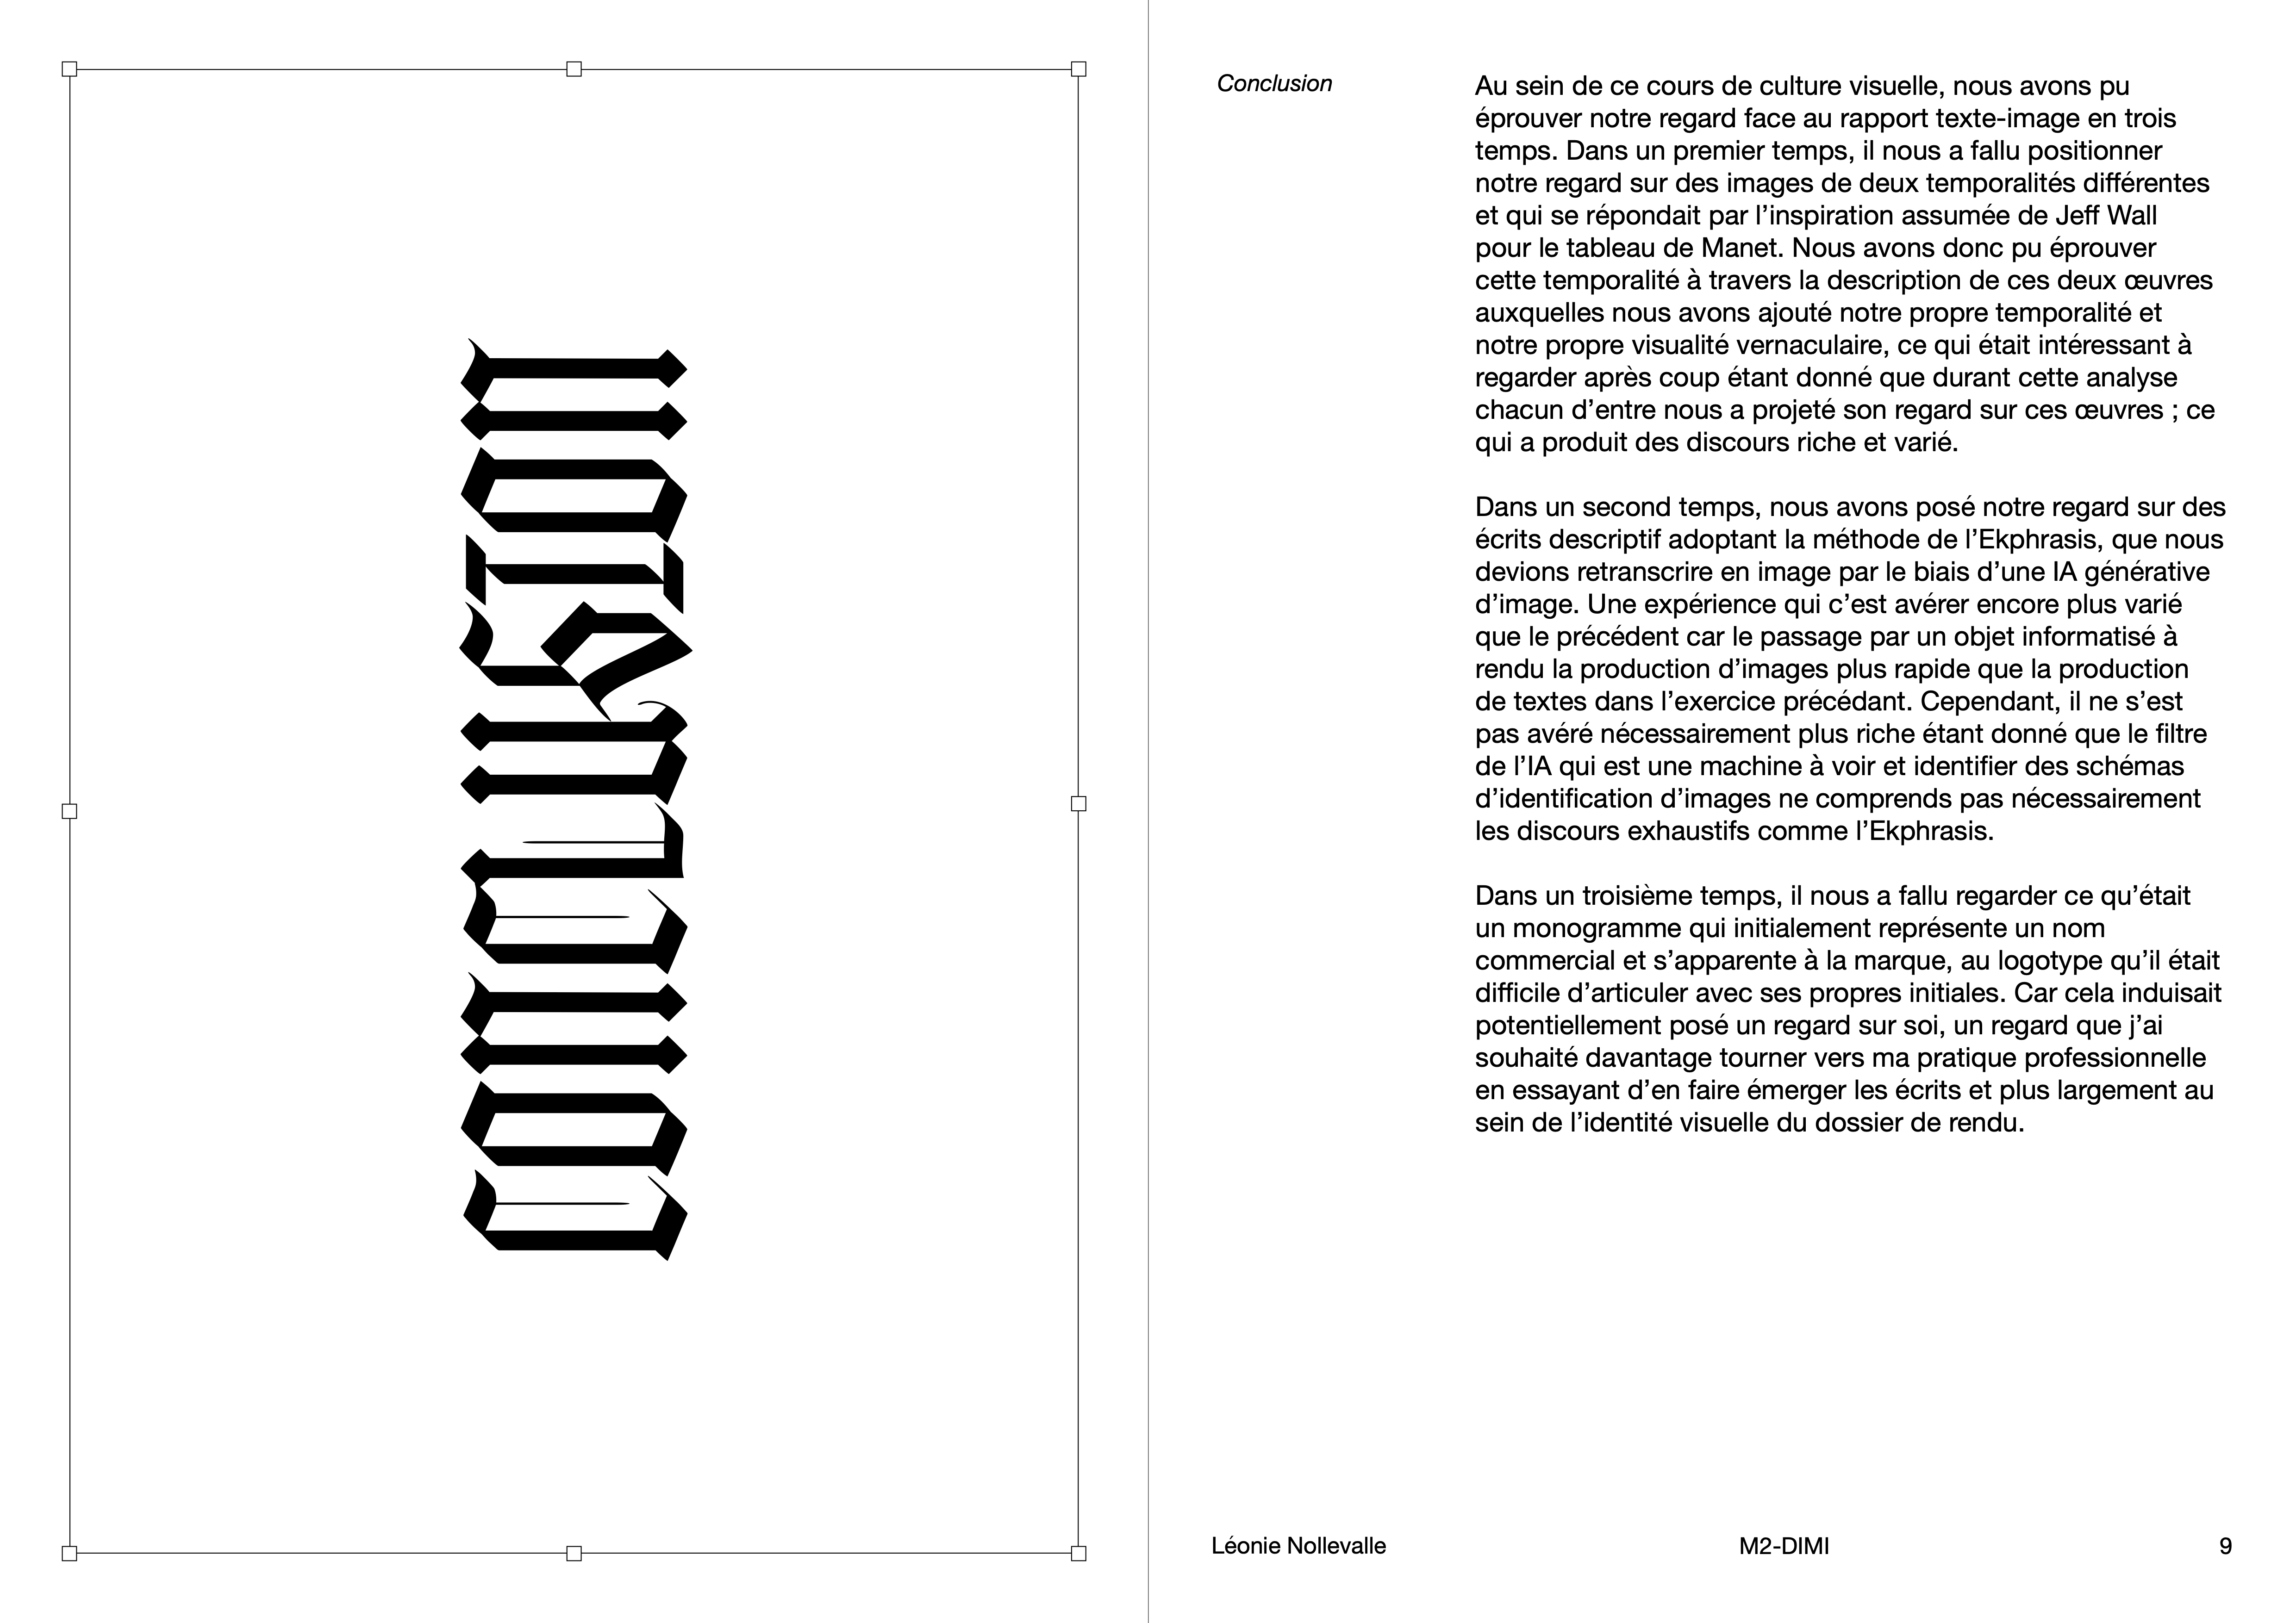 conclusion
Conclusion
Au sein de ce cours de culture visuelle, nous avons pu
éprouver notre regard face au rapport texte-image en trois
temps. Dans un premier temps, il nous a fallu positionner
notre regard sur des images de deux temporalités différentes
et qui se répondait par l’inspiration assumée de Jeff Wall
pour le tableau de Manet. Nous avons donc pu éprouver
cette temporalité à travers la description de ces deux œuvres
auxquelles nous avons ajouté notre propre temporalité et
notre propre visualité vernaculaire, ce qui était intéressant à
regarder après coup étant donné que durant cette analyse
chacun d’entre nous a projeté son regard sur ces œuvres ; ce
qui a produit des discours riche et varié.
Dans un second temps, nous avons posé notre regard sur des
écrits descriptif adoptant la méthode de l’Ekphrasis, que nous
devions retranscrire en image par le biais d’une IA générative
d’image. Une expérience qui c’est avérer encore plus varié
que le précédent car le passage par un objet informatisé à
rendu la production d’images plus rapide que la production
de textes dans l’exercice précédant. Cependant, il ne s’est
pas avéré nécessairement plus riche étant donné que le filtre
de l’IA qui est une machine à voir et identifier des schémas
d’identification d’images ne comprends pas nécessairement
les discours exhaustifs comme l’Ekphrasis.
Dans un troisième temps, il nous a fallu regarder ce qu’était
un monogramme qui initialement représente un nom
commercial et s’apparente à la marque, au logotype qu’il était
difficile d’articuler avec ses propres initiales. Car cela induisait
potentiellement posé un regard sur soi, un regard que j’ai
souhaité davantage tourner vers ma pratique professionnelle
en essayant d’en faire émerger les écrits et plus largement au
sein de l’identité visuelle du dossier de rendu.
Léonie Nollevalle
M2-DIMI
9